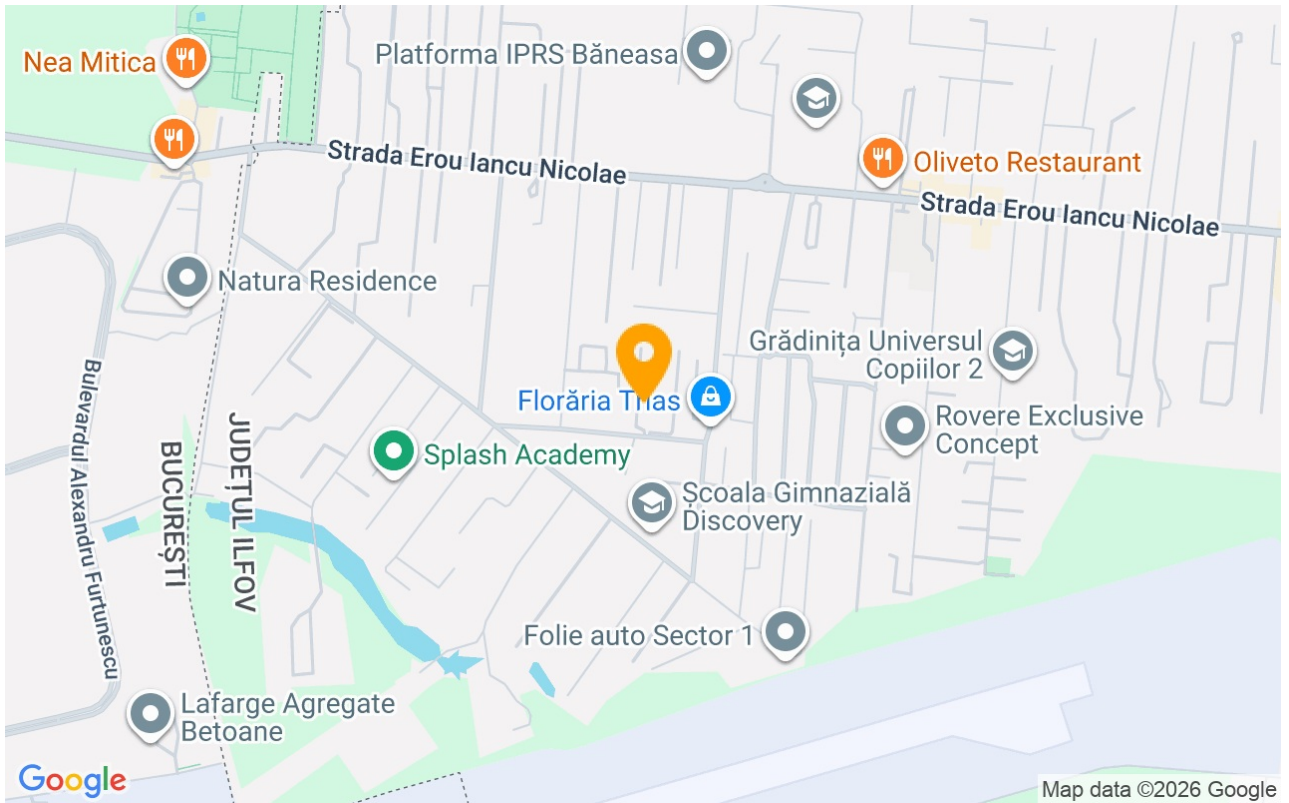 Nea Mitica
Platforma IPRS Băneasa
Strada Erou Iancu Nicolae
Oliveto Restaurant
Strada Erou Iancu Nicolae
Natura Residence
Grădinița Universul
Copiilor 2
Bulevardul Alexandru Furtunescu
Florăria Trias
Rovere Exclusive
Concept
JUDEȚUL ILFOV
BUCUREȘTI
Splash Academy
Școala Gimnazială
Discovery
Folie auto Sector 1
Lafarge Agregate
Betoane
Google
Map data ©2026 Google